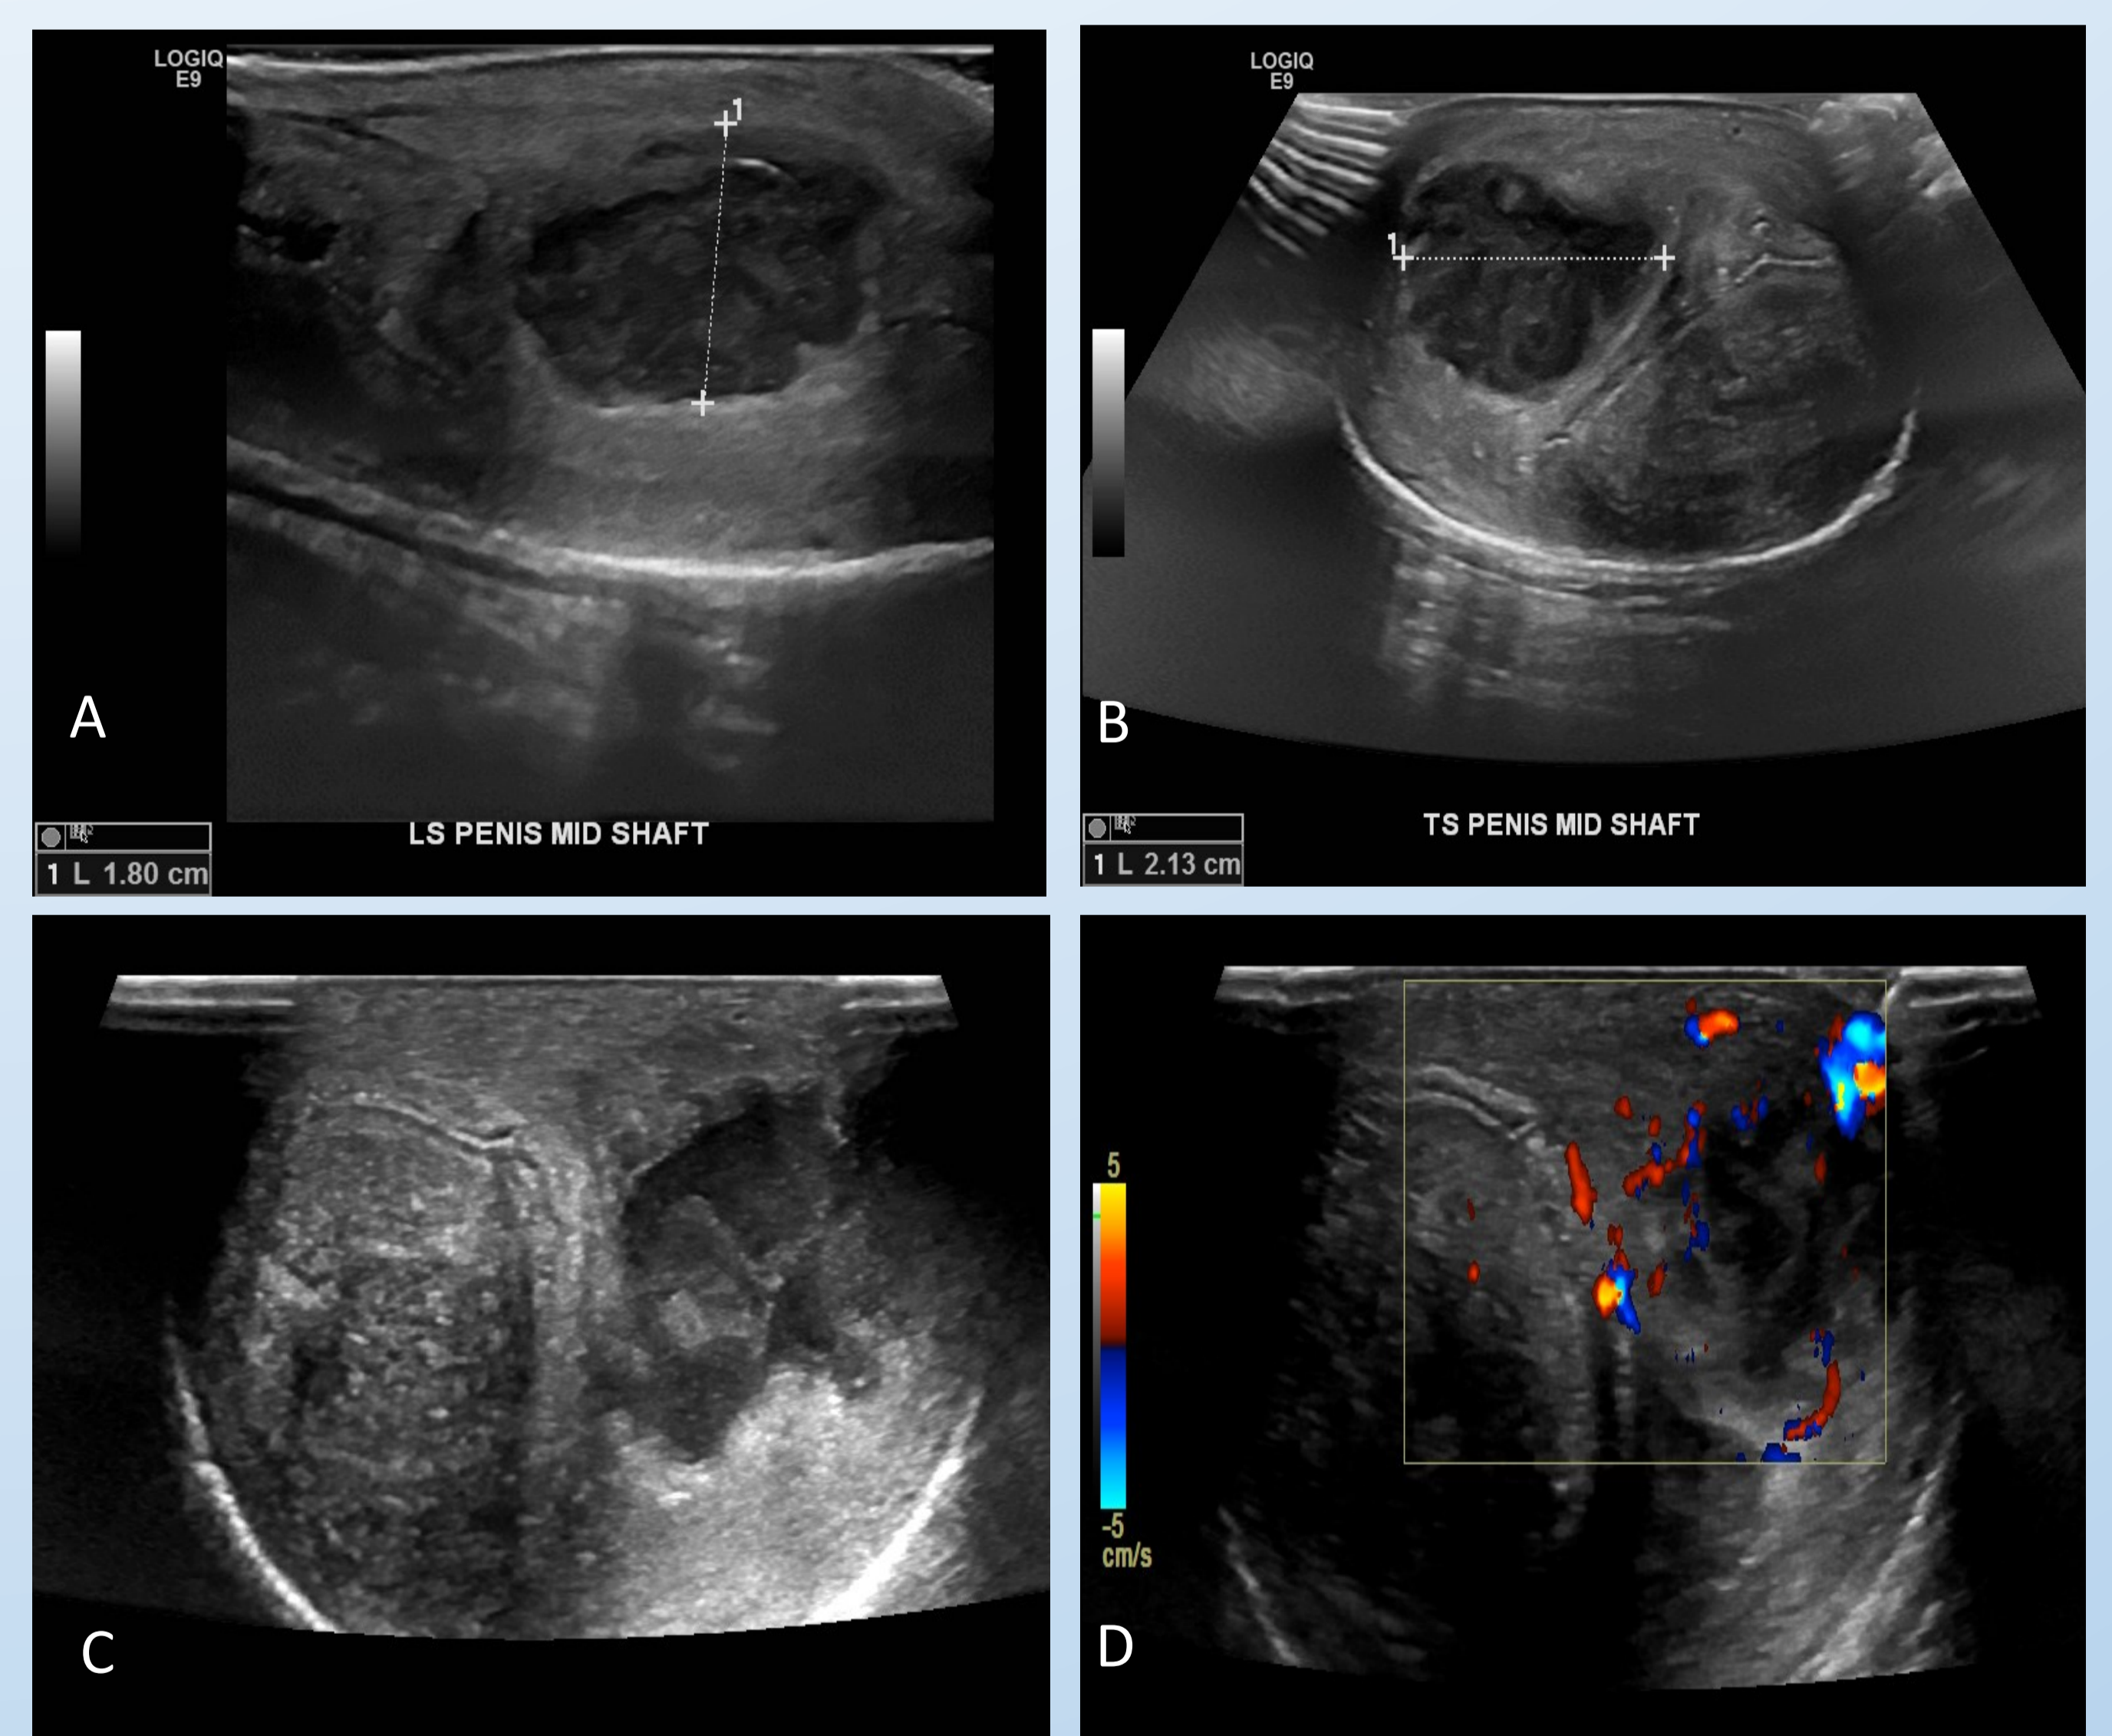 LOGIQ
E9
1
A
LS PENIS MID SHAFT
1 L 1.80 cm
LOGIQ
E9
1
B
TS PENIS MID SHAFT
1 L 2.13 cm
C
5
-5
cm/s
D